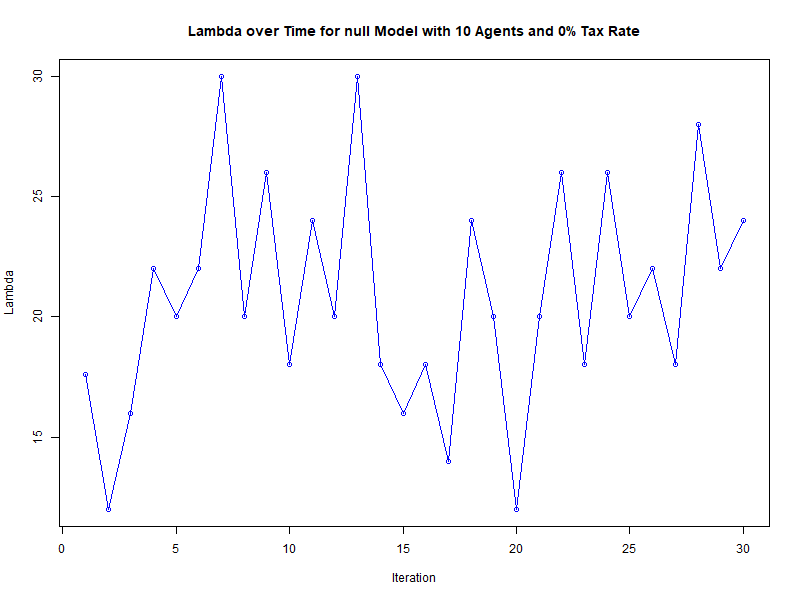 Lambda over Time for null Model with 10 Agents and 0% Tax Rate
30
25
20
15
Lambda
0 5 10 15 20 25 30
Iteration